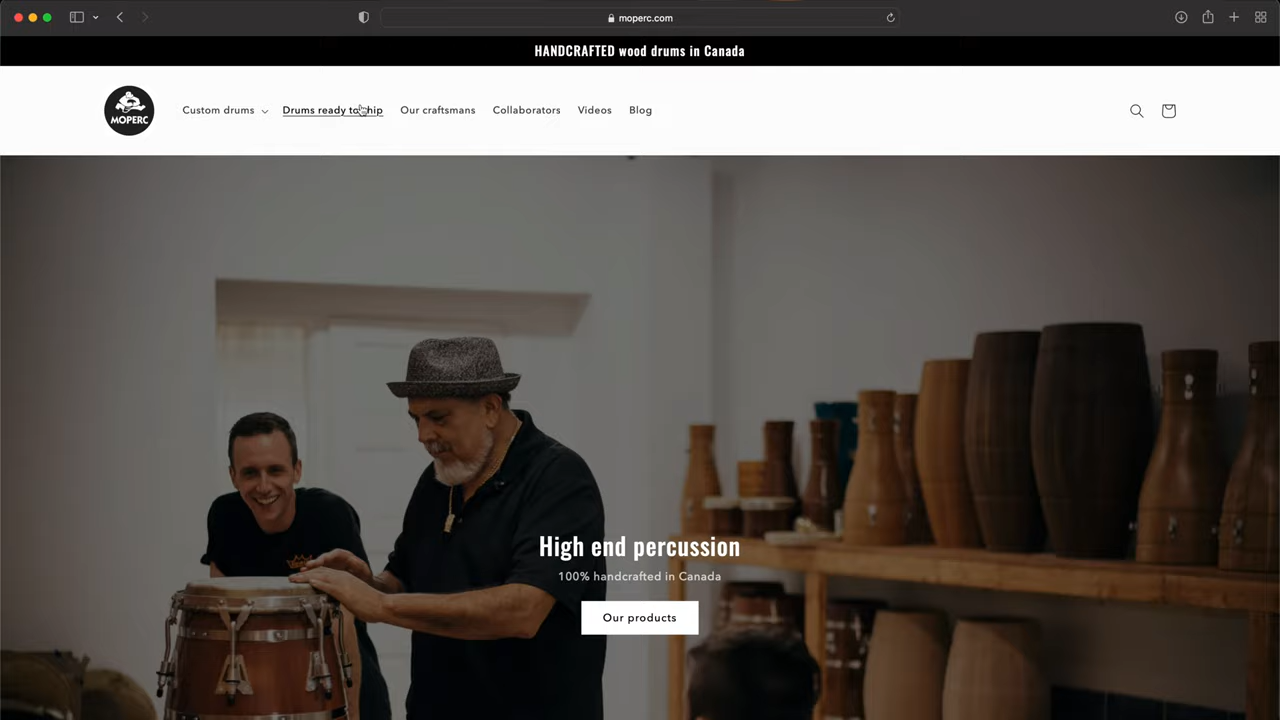 moperc.com
HANDCRAFTED wood drums in Canada
MOPERC
Custom drums
Drums ready to ship
Our craftsmans
Collaborators
Videos
Blog
High end percussion
100% handcrafted in Canada
Our products